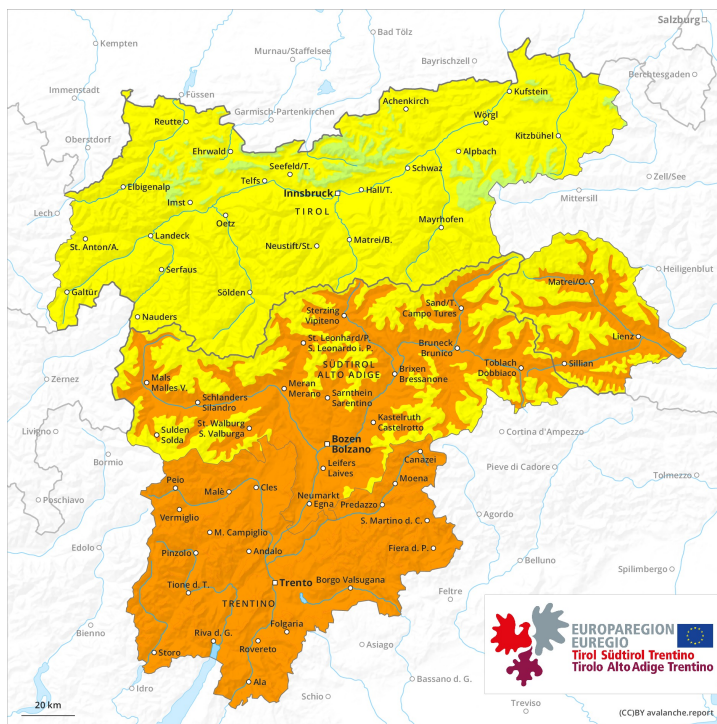 Salzburg
Kempten
Bad Tölz
Murnau/Staffelsee
Bayrischzell
Berchtesgaden
Immenstadt
Füssen
Achenkirch
Kufstein
Garmisch-Partenkirchen
Reutte
Wörgl
Oberstdorf
Kitzbühel
Ehrwald
Alpbach
Seefeld/T.
Schwaz
Telfs
Zell/See
Elbigenalp
Innsbruck
Hall/T.
Mittersill
Imst
TIROL
Lech
Oetz
Mayrhofen
Landeck
Matrei/B.
St. Anton/A.
Neustift/St.
Serfaus
Heiligenblut
Matrei/O.
Galtür
Sölden
Sand/T.
Campo Tures
Nauders
Sterzing
Vipiteno
Lienz
St. Leonhard/P.
S. Leonardo i. P.
Bruneck
Brunico
Toblach
Dobbiaco
Sillian
SÜDTIROL
ALTO ADIGE
Brixen
Bressanone
Zernez
Mals
Malles V.
Meran
Merano
Schlanders
Silandro
Sarnthein
Sarentino
St. Walburg
S. Valburga
Kastelruth
Castelrotto
Livigno
Sulden
Solda
Cortina d'Ampezzo
Bozen
Bolzano
Bormio
Canazei
Leifers
Laives
Pieve di Cadore
Tolmezzo
Peio
Moena
Poschiavo
Malè
Cles
Neumarkt
Egna
Predazzo
Vermiglio
Agordo
S. Martino d. C.
M. Campiglio
Edolo
Pinzolo
Andalo
Fiera d. P.
Belluno
Spilimbergo
Tione d. T.
Trento
Borgo Valsugana
Feltre
TRENTINO
Folgaria
Bienno
Riva d. G.
Rovereto
Asiago
Storo
Bassano d. G.
Idro
Ala
Schio
Treviso
EUROPAREGION
EUREGIO
Tirol Südtirol Trentino
Tirolo Alto Adige Trentino
20 km
(CC)BY avalanche.report